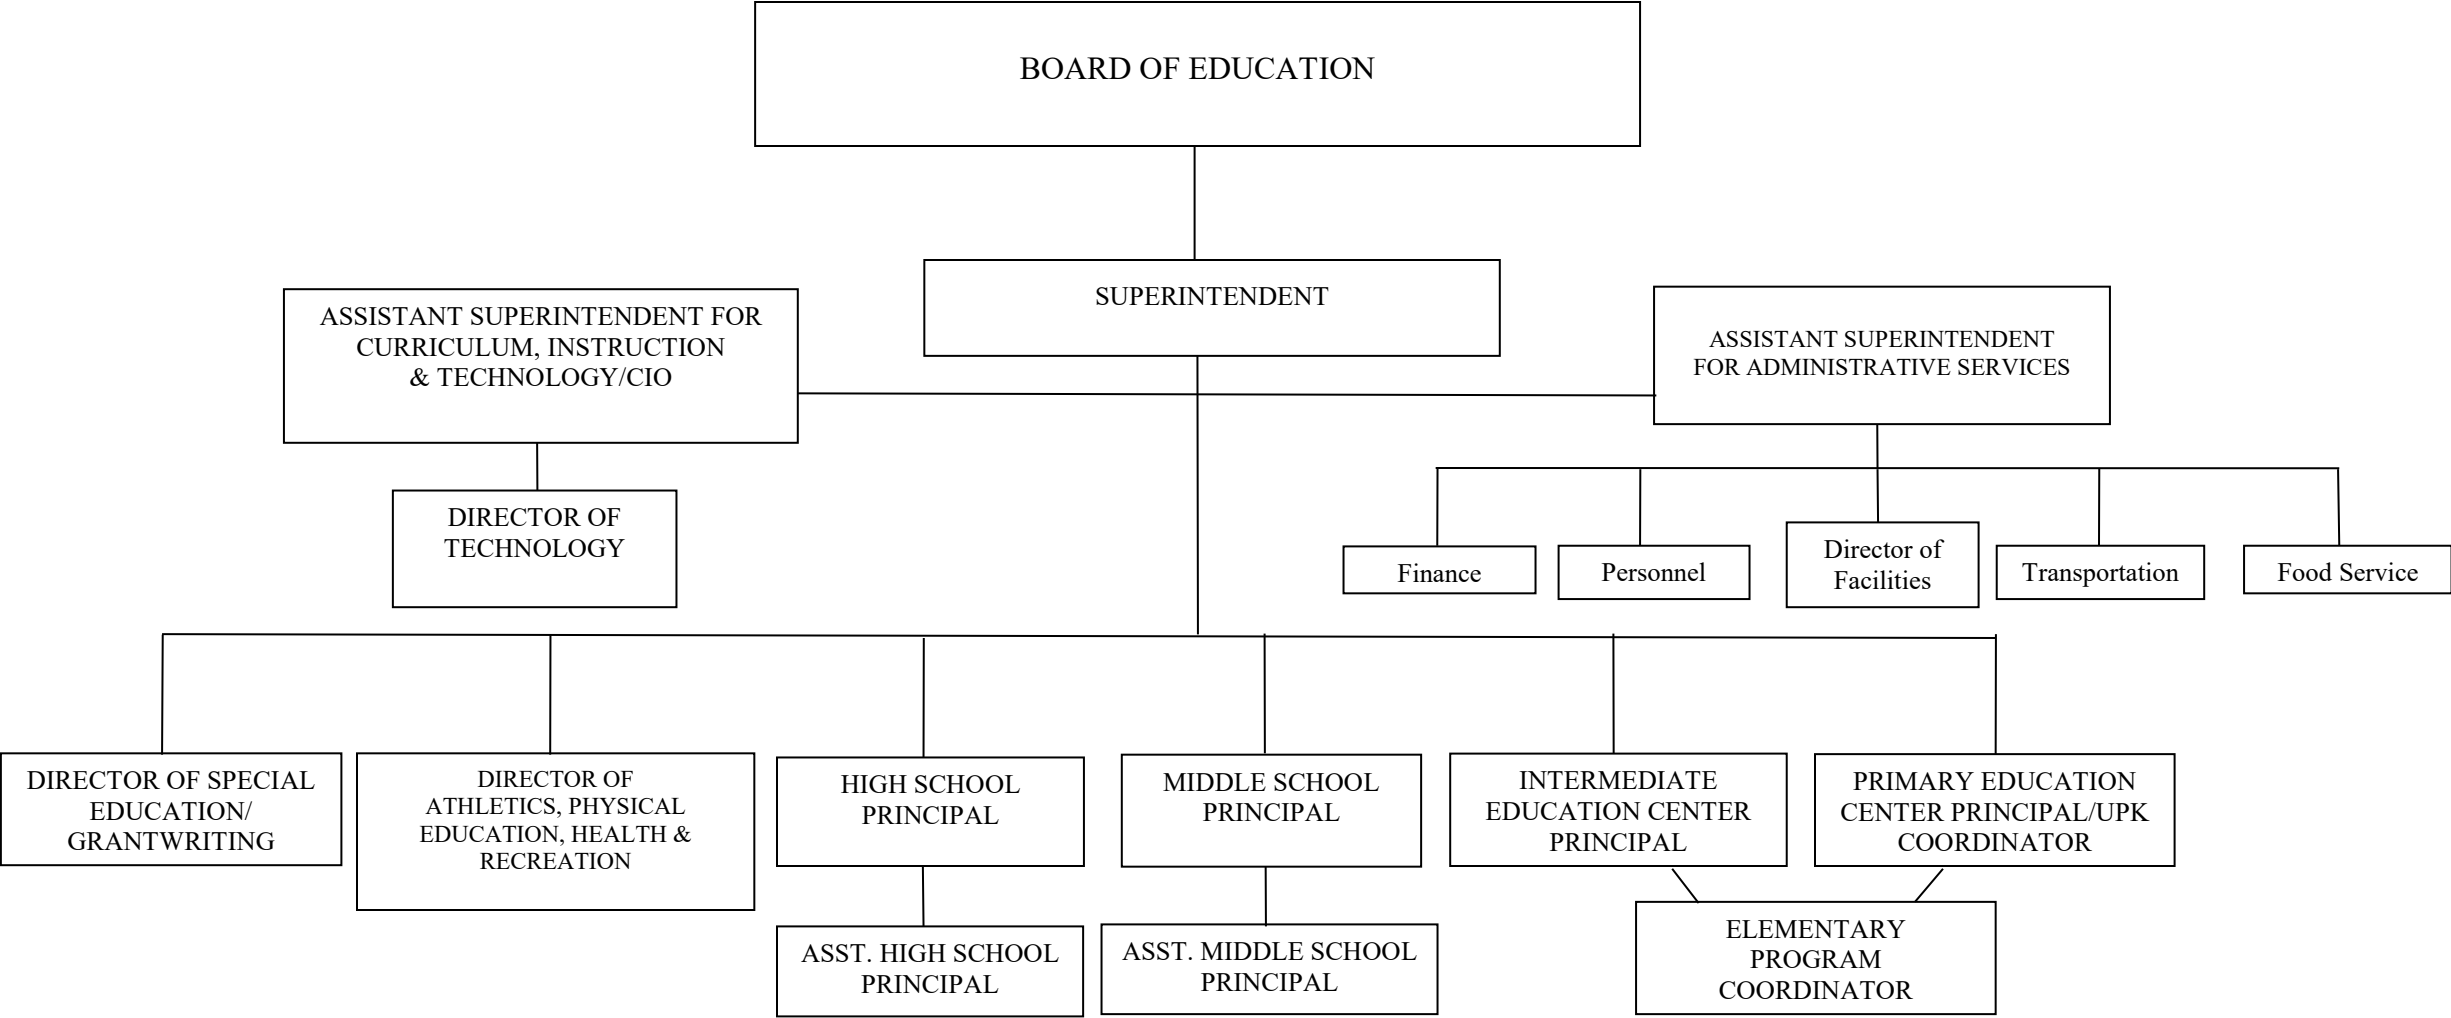 BOARD OF EDUCATION
SUPERINTENDENT
ASSISTANT SUPERINTENDENT FOR
CURRICULUM, INSTRUCTION
& TECHNOLOGY/CIO
ASSISTANT SUPERINTENDENT
FOR ADMINISTRATIVE SERVICES
DIRECTOR OF
TECHNOLOGY
Finance
Personnel
Director of
Facilities
Transportation
Food Service
DIRECTOR OF SPECIAL
EDUCATION/
GRANTWRITING
DIRECTOR OF
ATHLETICS, PHYSICAL
EDUCATION, HEALTH &
RECREATION
HIGH SCHOOL
PRINCIPAL
MIDDLE SCHOOL
PRINCIPAL
INTERMEDIATE
EDUCATION CENTER
PRINCIPAL
PRIMARY EDUCATION
CENTER PRINCIPAL/UPK
COORDINATOR
ASST. HIGH SCHOOL
PRINCIPAL
ASST. MIDDLE SCHOOL
PRINCIPAL
ELEMENTARY
PROGRAM
COORDINATOR